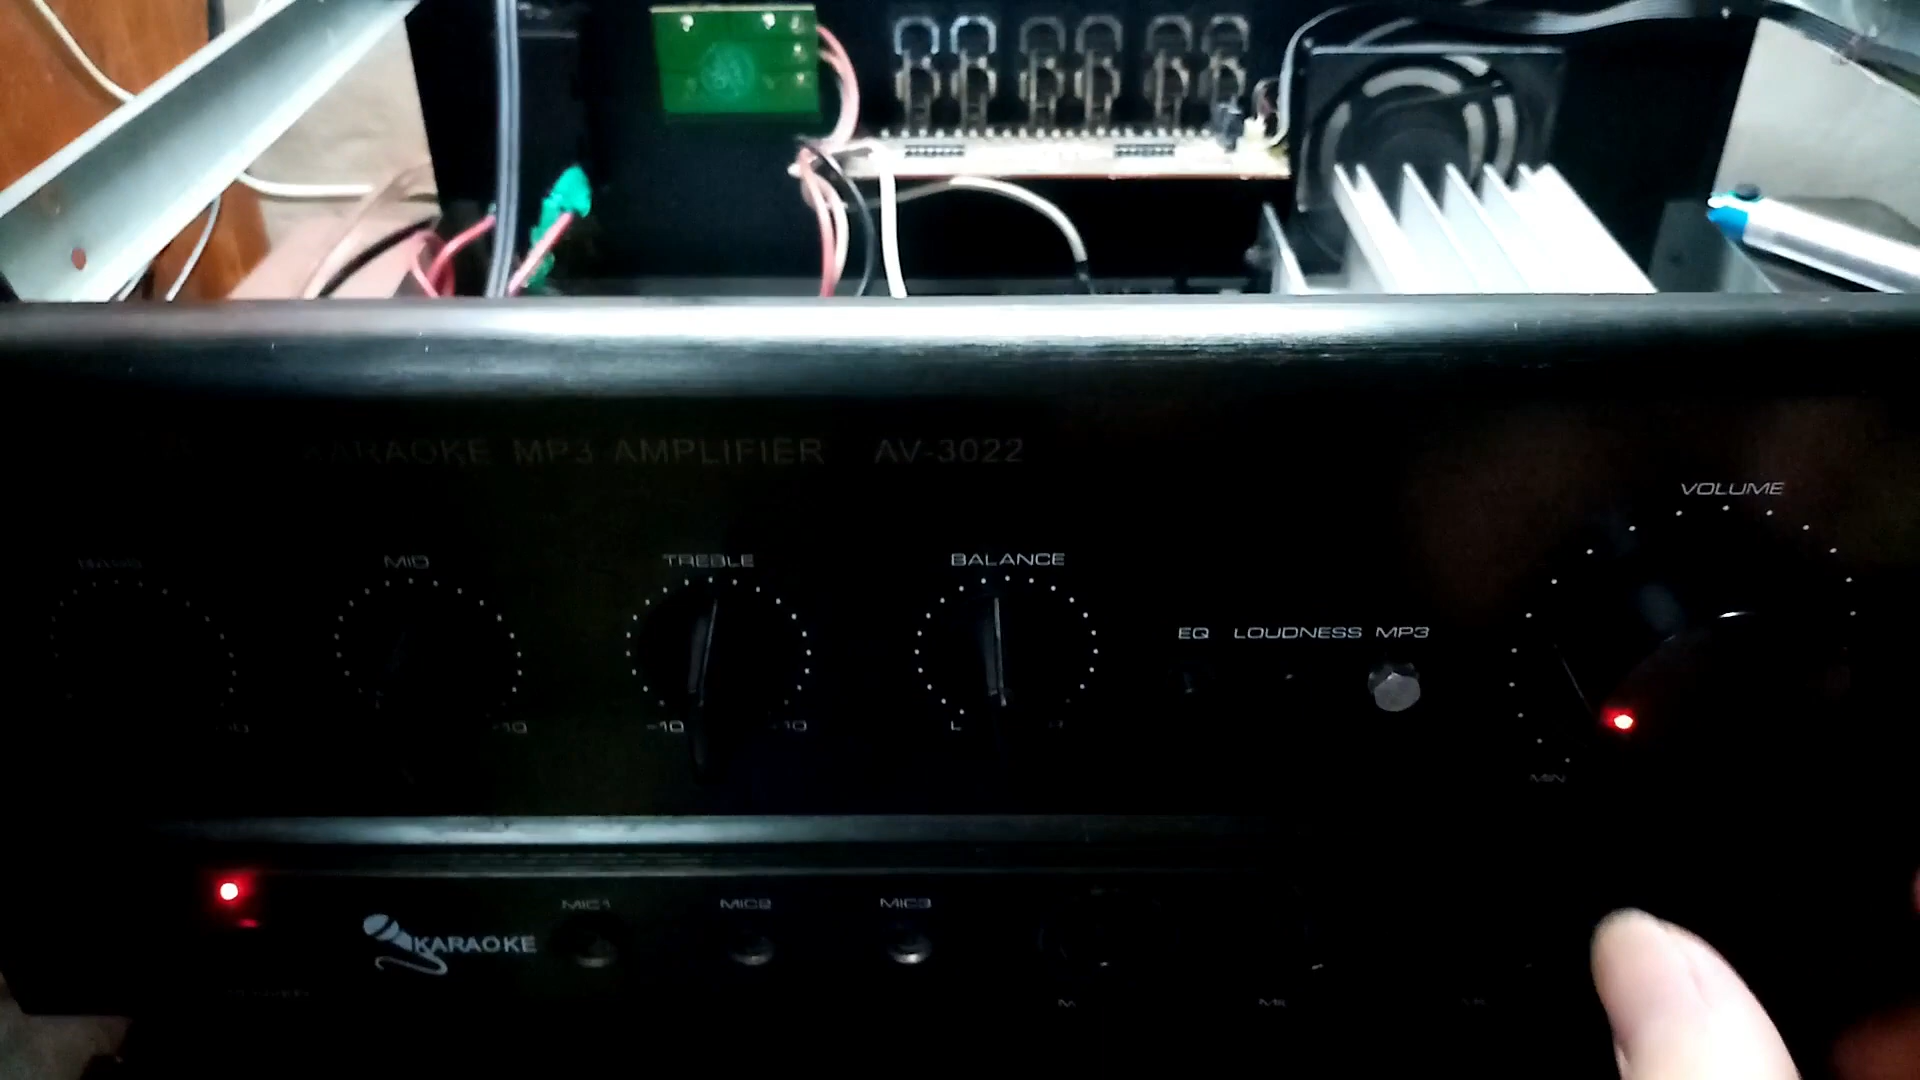 KARAOKE MP3 AMPLIFIER AV-3022
VOLUME
MID TREBLE BALANCE
EQ LOUDNESS MP3
-10 -10 +10 L R
MIN
MIC1 MIC2 MIC3
KARAOKE